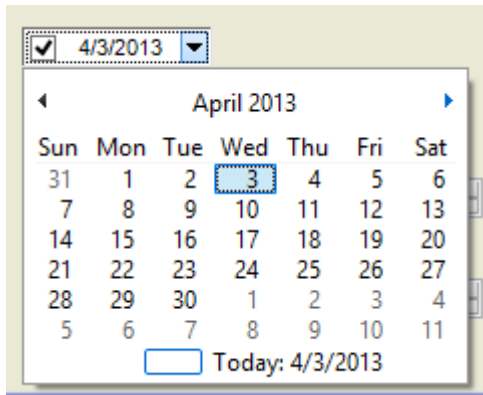 4/3/2013
April 2013
Sun Mon Tue Wed Thu Fri Sat
31 1 2 3 4 5 6
7 8 9 10 11 12 13
14 15 16 17 18 19 20
21 22 23 24 25 26 27
28 29 30 1 2 3 4
5 6 7 8 9 10 11
Today: 4/3/2013